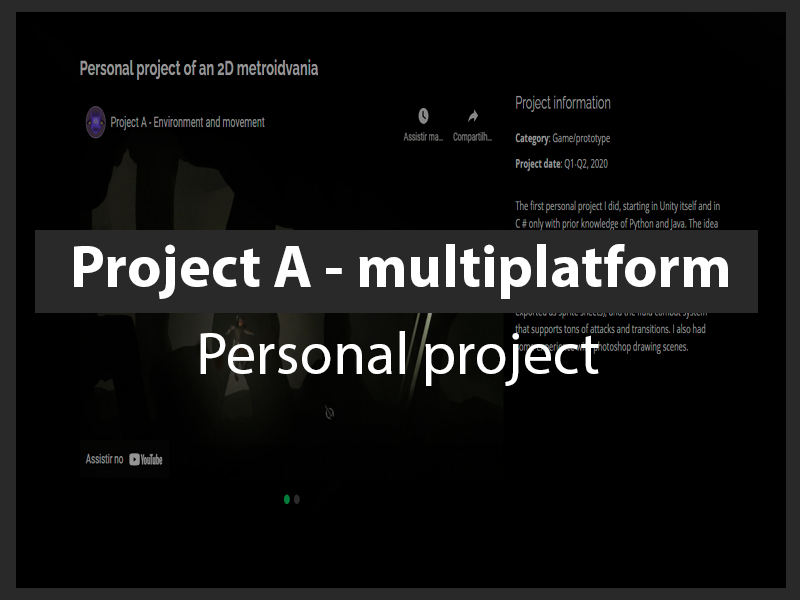 Personal project of an 2D metroidvania
Project A - Environment and movement
Assistir ma...
Compartilh...
Project information
Category: Game/prototype
Project date: Q1-Q2, 2020
The first personal project I did, starting in Unity itself and in
C # only with prior knowledge of Python and Java. The idea
Project A - multiplatform
exported as sprite sheets), and the fluid combat system
that supports tons of attacks and transitions. I also had
some experience with photoshop drawing scenes.
Personal project
Assistir no YouTube